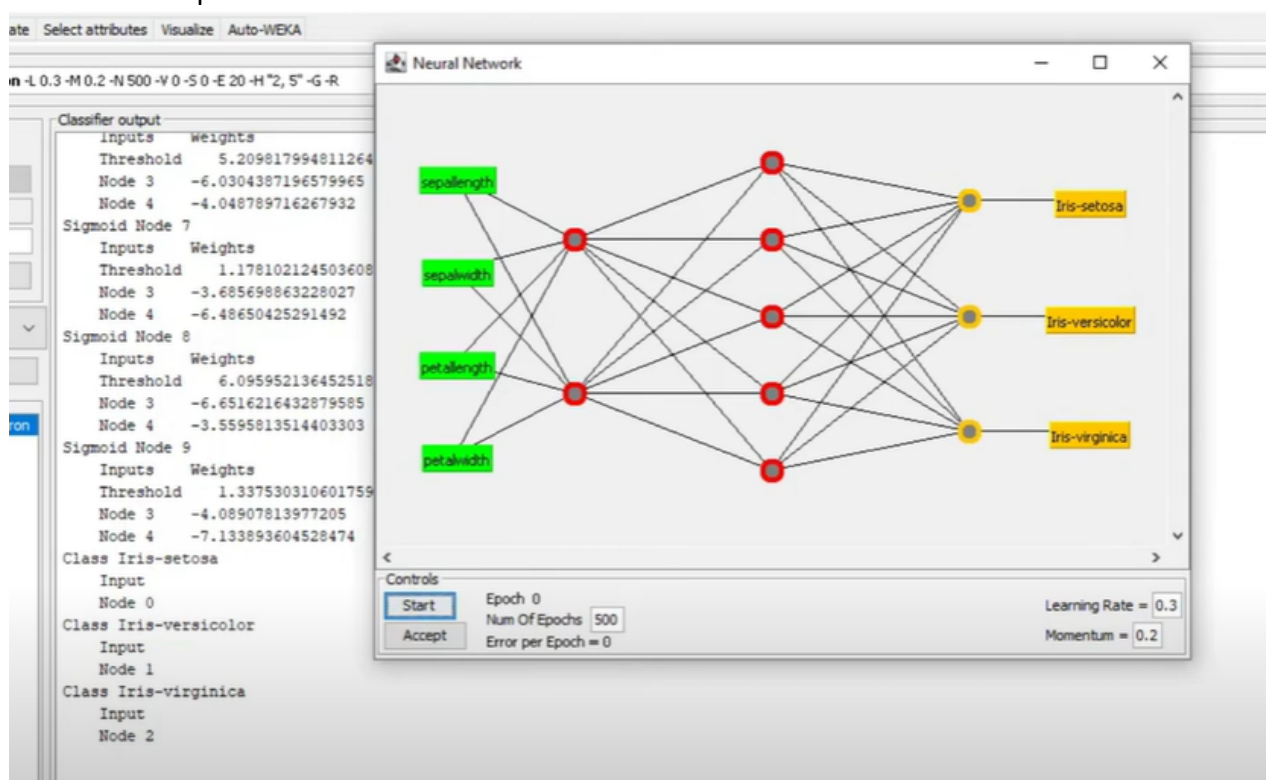 ate Select attributes Visualize Auto-WEKA
on -L 0.3 -M 0.2 -N 500 -V 0 -S 0 -E 20 -H "2, 5" -G -R
Classifier output
Inputs Weights
Threshold 5.209817994811264
Node 3 -6.0304387196579965
Node 4 -4.048789716267932
Sigmoid Node 7
Inputs Weights
Threshold 1.178102124503608
Node 3 -3.685698863228027
Node 4 -6.48650425291492
Sigmoid Node 8
Inputs Weights
Threshold 6.095952136452518
Node 3 -6.6516216432879585
Node 4 -3.5595813514403303
ron
Sigmoid Node 9
Inputs Weights
Threshold 1.337530310601759
Node 3 -4.08907813977205
Node 4 -7.133893604528474
Class Iris-setosa
Input
Node 0
Class Iris-versicolor
Input
Node 1
Class Iris-virginica
Input
Node 2
Neural Network
sepallength
Iris-setosa
sepalwidth
Iris-versicolor
petallength
Iris-virginica
petalwidth
Controls
Start
Epoch 0
Num Of Epochs 500
Learning Rate = 0.3
Accept
Error per Epoch = 0
Momentum = 0.2